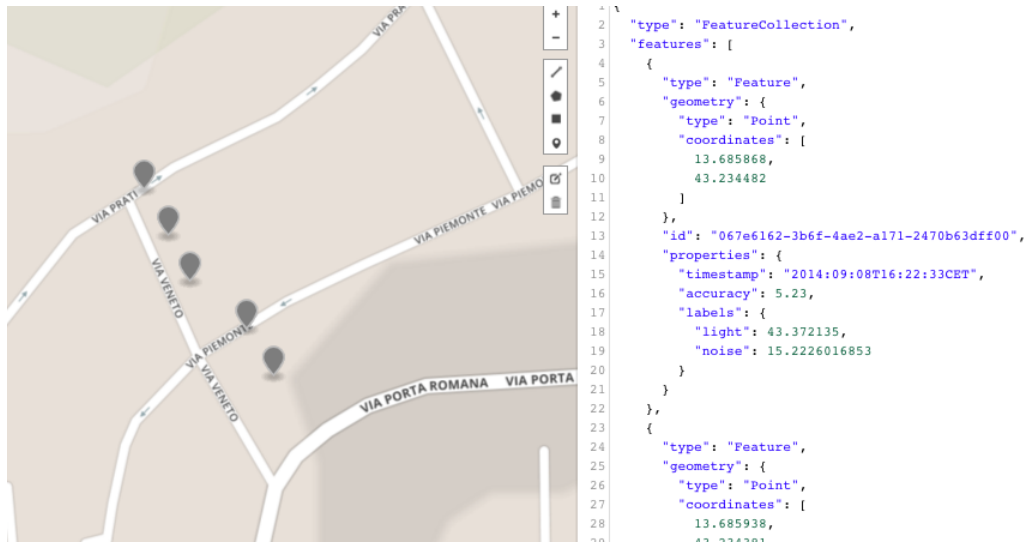 VIA PRA
VIA PRATI
VIA VENETO
VIA PIEMONTE
VIA PIEMO
VIA PIEMONT
VIA VENETO
VIA PORTA ROMANA
VIA PORTA
+
−
1 {
2 "type": "FeatureCollection",
3 "features": [
4 {
5 "type": "Feature",
6 "geometry": {
7 "type": "Point",
8 "coordinates": [
9 13.685868,
10 43.234482
11 ]
12 },
13 "id": "067e6162-3b6f-4ae2-a171-2470b63dff00",
14 "properties": {
15 "timestamp": "2014:09:08T16:22:33CET",
16 "accuracy": 5.23,
17 "labels": {
18 "light": 43.372135,
19 "noise": 15.2226016853
20 }
21 }
22 },
23 {
24 "type": "Feature",
25 "geometry": {
26 "type": "Point",
27 "coordinates": [
28 13.685938,